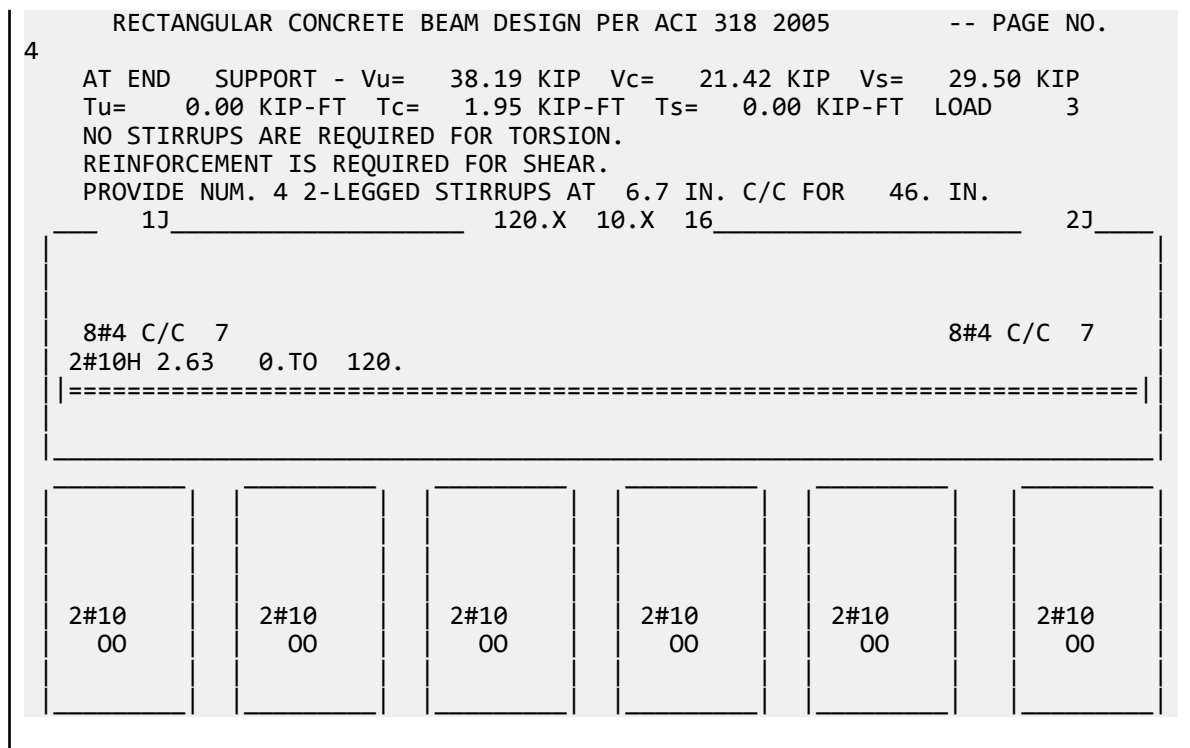 RECTANGULAR CONCRETE BEAM DESIGN PER ACI 318 2005 -- PAGE NO.
4
AT END SUPPORT - Vu= 38.19 KIP Vc= 21.42 KIP Vs= 29.50 KIP
Tu= 0.00 KIP-FT Tc= 1.95 KIP-FT Ts= 0.00 KIP-FT LOAD 3
NO STIRRUPS ARE REQUIRED FOR TORSION.
REINFORCEMENT IS REQUIRED FOR SHEAR.
PROVIDE NUM. 4 2-LEGGED STIRRUPS AT 6.7 IN. C/C FOR 46. IN.
___ 1J____________________ 120.X 10.X 16_____________________ 2J____
8#4 C/C 7 8#4 C/C 7
2#10H 2.63 0.TO 120.
2#10 2#10 2#10 2#10 2#10 2#10
OO OO OO OO OO OO